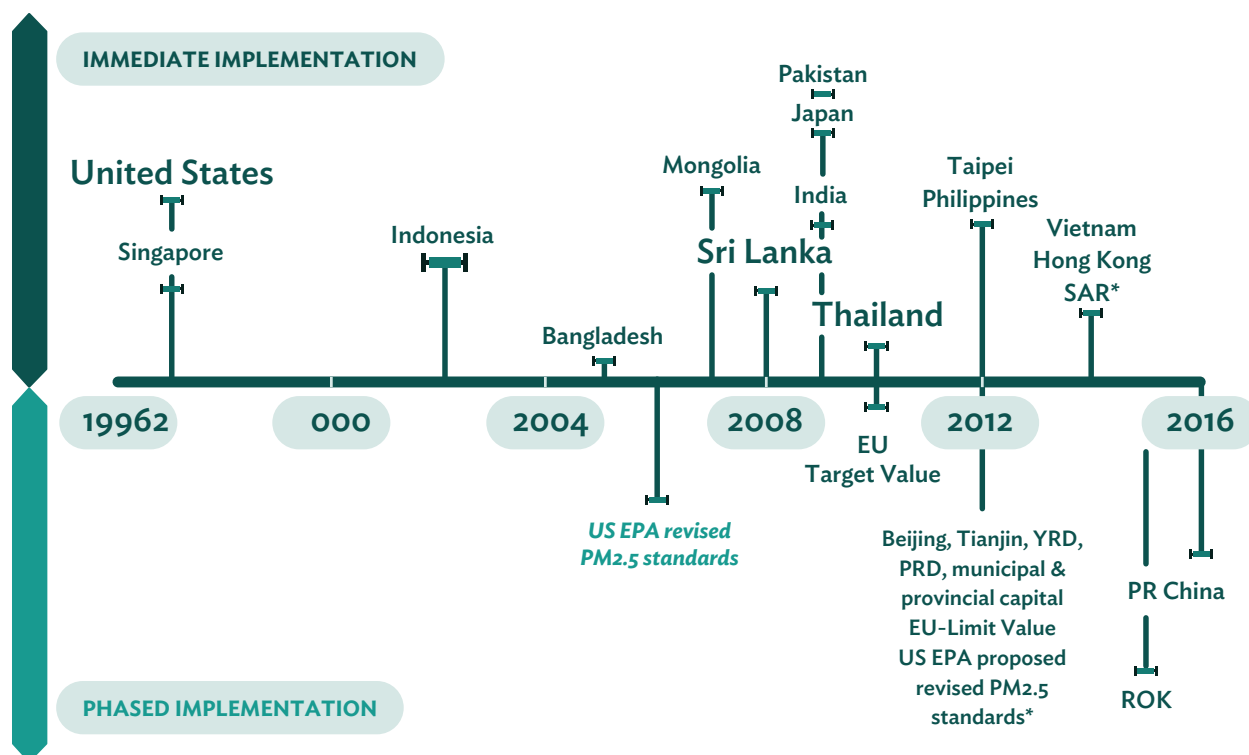 IMMEDIATE IMPLEMENTATION
Pakistan
Japan
United States
Mongolia
Taipei
Philippines
India
Vietnam
Hong Kong
SAR*
Singapore
Indonesia
Sri Lanka
Thailand
Bangladesh
19962
000
2004
2008
2012
2016
EU
Target Value
US EPA revised
PM2.5 standards
Beijing, Tianjin, YRD,
PRD, municipal &
provincial capital
EU-Limit Value
US EPA proposed
revised PM2.5
standards*
PR China
ROK
PHASED IMPLEMENTATION